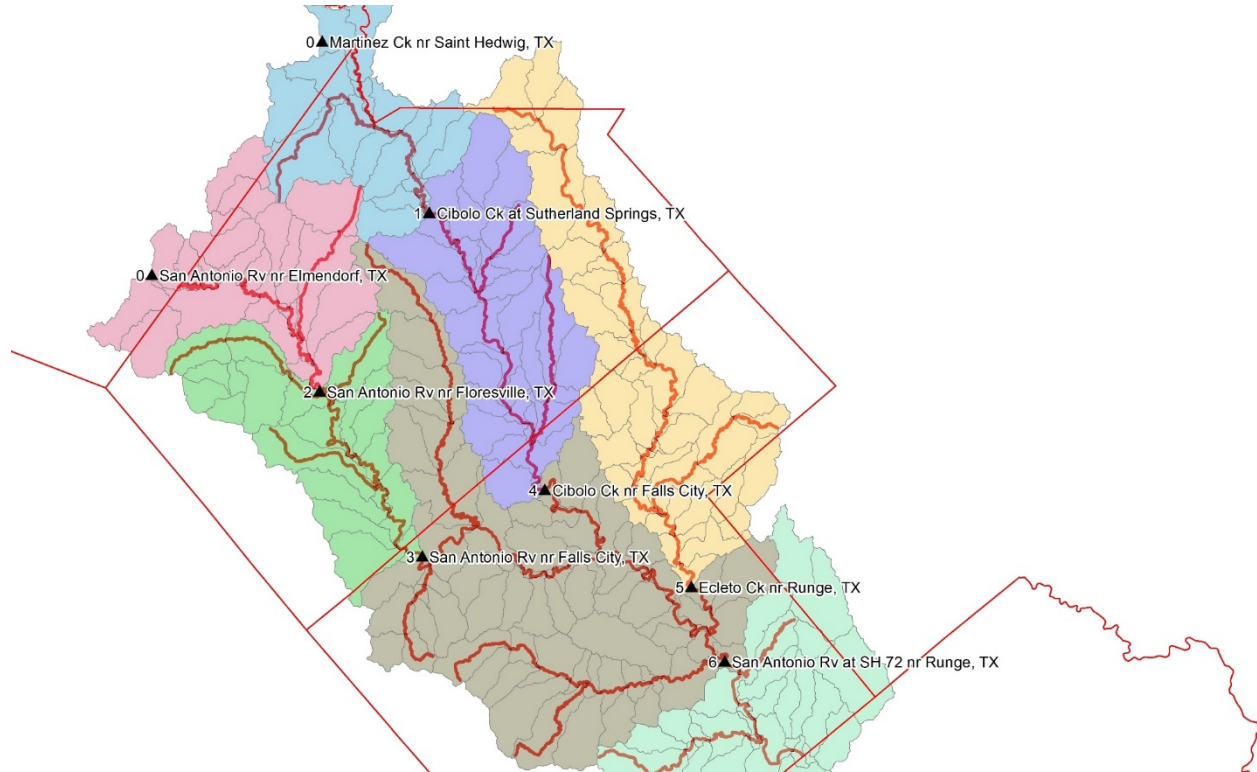 0 Martinez Ck nr Saint Hedwig, TX
1 Cibolo Ck at Sutherland Springs, TX
0 San Antonio Rv nr Elmendorf, TX
2 San Antonio Rv nr Floresville, TX
4 Cibolo Ck nr Falls City, TX
3 San Antonio Rv nr Falls City, TX
5 Ecleto Ck nr Runge, TX
6 San Antonio Rv at SH 72 nr Runge, TX